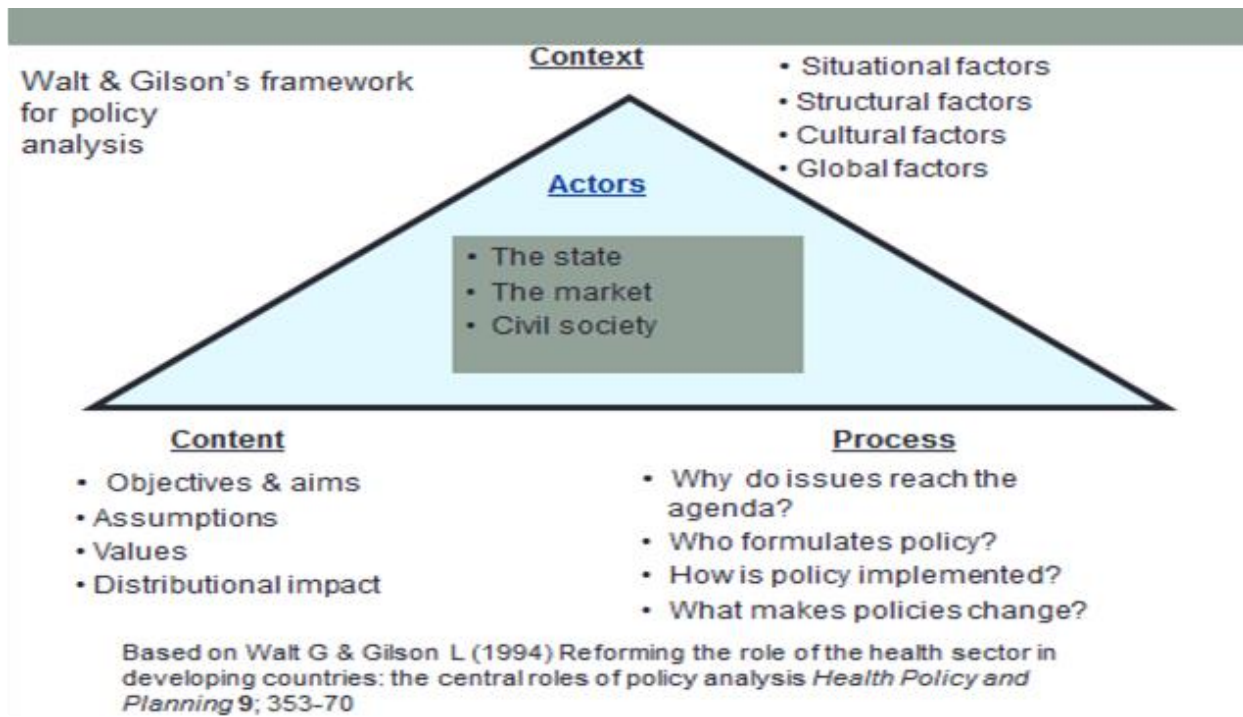 Walt & Gilson's framework
for policy
analysis
Context
• Situational factors
• Structural factors
• Cultural factors
• Global factors
Actors
• The state
• The market
• Civil society
Content
• Objectives & aims
• Assumptions
• Values
• Distributional impact
Process
• Why do issues reach the
agenda?
• Who formulates policy?
• How is policy implemented?
• What makes policies change?
Based on Walt G & Gilson L (1994) Reforming the role of the health sector in
developing countries: the central roles of policy analysis Health Policy and
Planning 9; 353-70